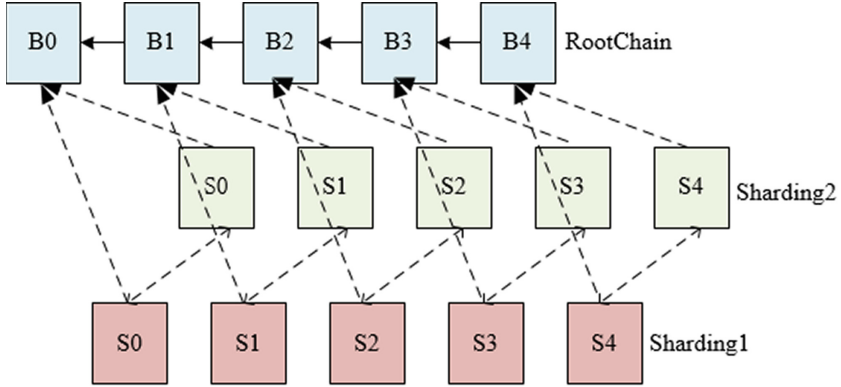 B0 B1 B2 B3 B4 RootChain
S0 S1 S2 S3 S4 Sharding2
S0 S1 S2 S3 S4 Sharding1